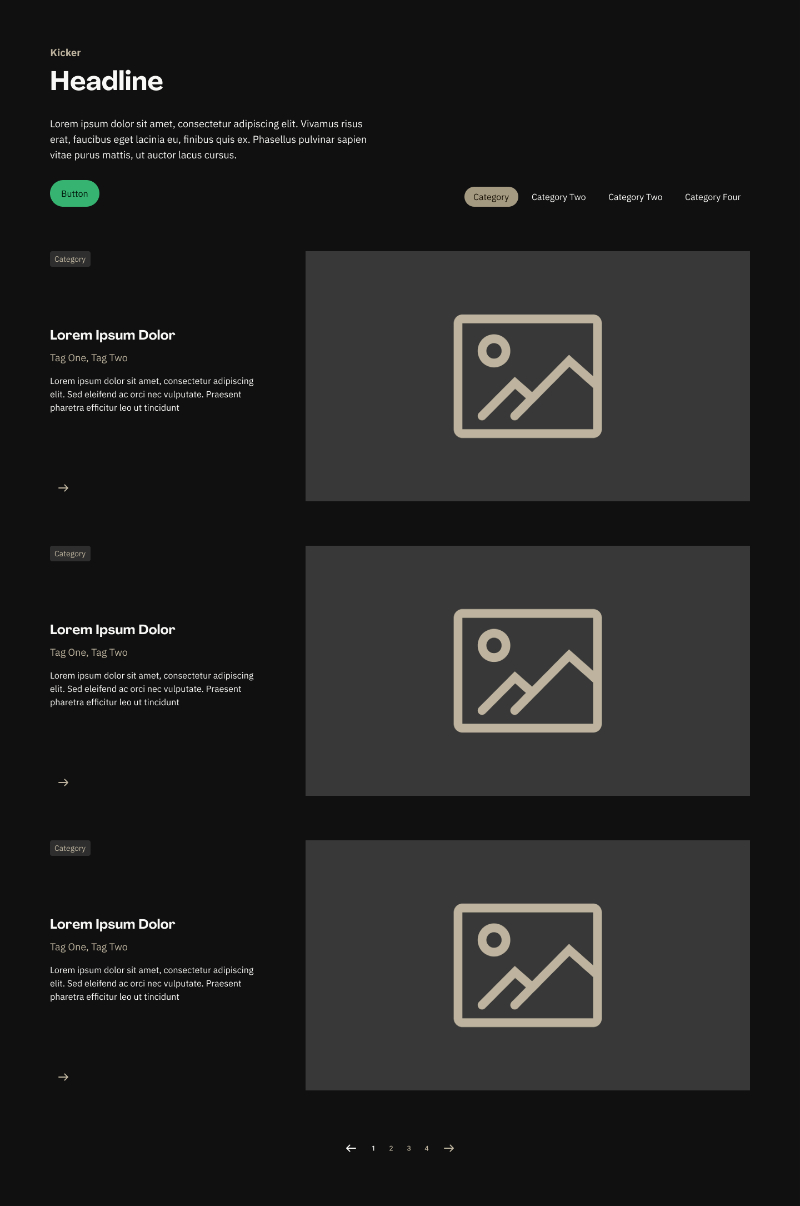 Kicker
Headline
Lorem ipsum dolor sit amet, consectetur adipiscing elit. Vivamus risus
erat, faucibus eget lacinia eu, finibus quis ex. Phasellus pulvinar sapien
vitae purus mattis, ut auctor lacus cursus.
Button
Category Category Two Category Two Category Four
Category
Lorem Ipsum Dolor
Tag One, Tag Two
Lorem ipsum dolor sit amet, consectetur adipiscing
elit. Sed eleifend ac orci nec vulputate. Praesent
pharetra efficitur leo ut tincidunt
→
Category
Lorem Ipsum Dolor
Tag One, Tag Two
Lorem ipsum dolor sit amet, consectetur adipiscing
elit. Sed eleifend ac orci nec vulputate. Praesent
pharetra efficitur leo ut tincidunt
→
Category
Lorem Ipsum Dolor
Tag One, Tag Two
Lorem ipsum dolor sit amet, consectetur adipiscing
elit. Sed eleifend ac orci nec vulputate. Praesent
pharetra efficitur leo ut tincidunt
→
← 1 2 3 4 →